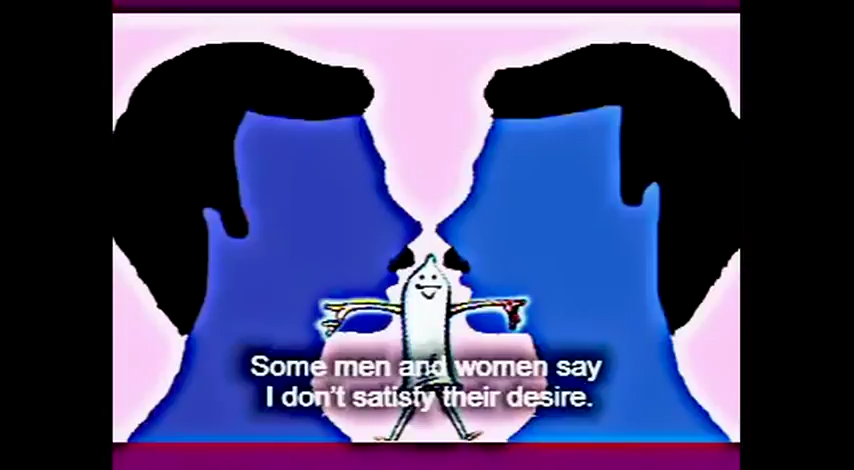 Some men and women say
I don't satisfy their desire.